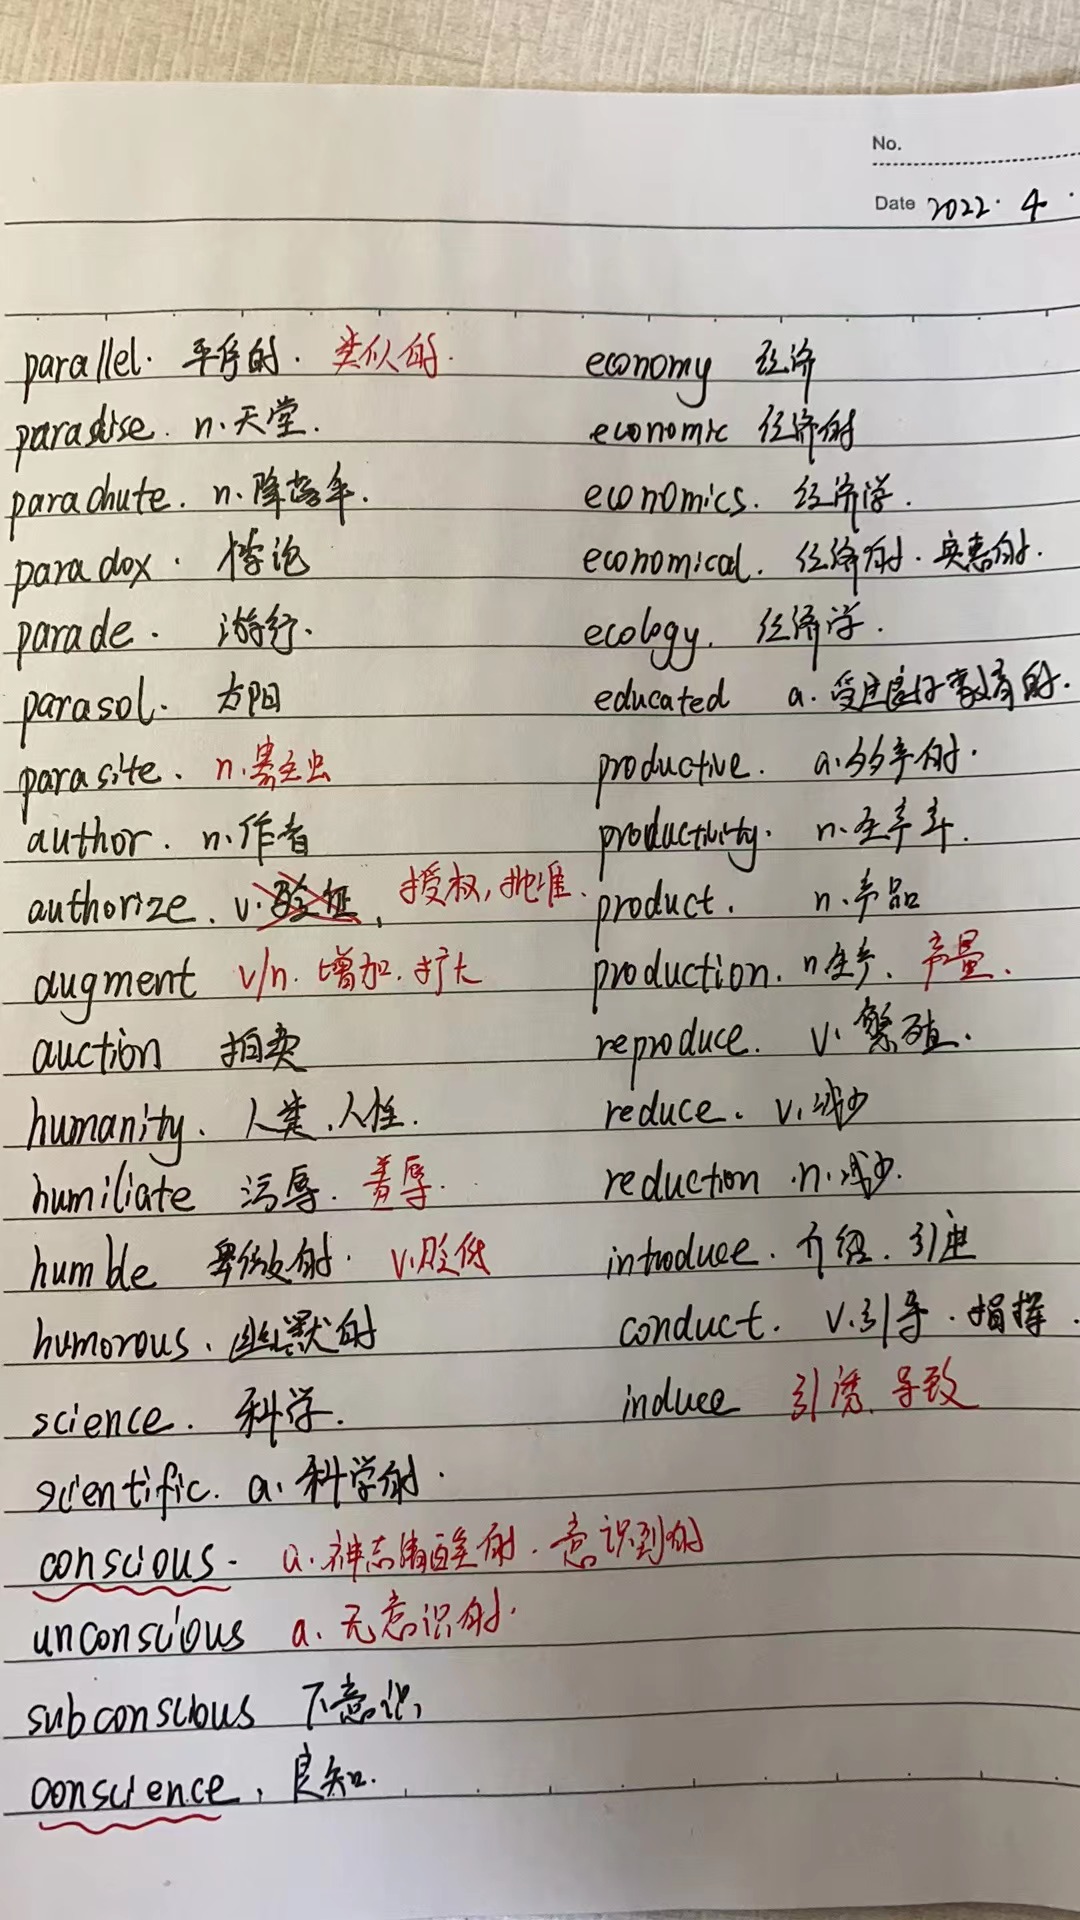 No.
Date 2022. 4.
parallel. 平行的. 类似的.
paradise. n.天堂.
parachute. n.降落伞.
paradox. 悖论
parade. 游行.
parasol.
parasite. n.寄生虫
author. n.作者
authorize. v.验证, 授权,批准.
augment v/n. 增加.扩大
auction 拍卖
humanity. 人类.人性.
humiliate 污辱. 羞辱.
humble 卑微的. v.贬低
humorous. 幽默的
science. 科学.
scientific. a. 科学的.
conscious. a.神志清醒的.意识到的
unconscious a. 无意识的.
subconscious 下意识,
conscience, 良知.
economy 经济
economic 经济的
economics. 经济学.
economical. 经济的.实惠的.
ecology. 经济学.
educated a.受过良好教育的.
productive. a.多产的.
productivity. n.生产率.
product. n.产品
production. n.生产. 产量.
reproduce. v.繁殖.
reduce. v.减少
reduction n.减少.
introduce. 介绍.引进
conduct. v.引导.指挥.
induce 引诱.导致